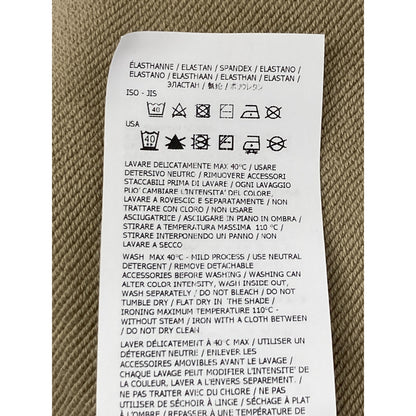 ÉLASTHANNE / ELASTAN / SPANDEX / ELASTANO /
ELASTANO / ELASTHAAN / ELASTHAN / ELASTAN /
ЭЛАСТАН / / ポリウレタン
ISO - JIS
40
USA
40
LAVARE DELICATAMENTE MAX 40°C / USARE
DETERSIVO NEUTRO / RIMUOVERE ACCESSORI
STACCABILI PRIMA DI LAVARE / OGNI LAVAGGIO
PUO' CAMBIARE L'INTENSITA' DEL COLORE,
LAVARE A ROVESCIO E SEPARATAMENTE / NON
TRATTARE CON CLORO / NON USARE
ASCIUGATRICE / ASCIUGARE IN PIANO IN OMBRA /
STIRARE A TEMPERATURA MASSIMA 110 °C /
STIRARE INTERPONENDO UN PANNO / NON
LAVARE A SECCO
WASH MAX 40°C - MILD PROCESS / USE NEUTRAL
DETERGENT / REMOVE DETACHABLE
ACCESSORIES BEFORE WASHING / WASHING CAN
ALTER COLOR INTENSITY, WASH INSIDE OUT,
WASH SEPARATELY / DO NOT BLEACH / DO NOT
TUMBLE DRY / FLAT DRY IN THE SHADE /
IRONING MAXIMUM TEMPERATURE 110°C -
WITHOUT STEAM / IRON WITH A CLOTH BETWEEN
/ DO NOT DRY CLEAN
LAVER DÉLICATEMENT À 40°C MAX / UTILISER UN
DÉTERGENT NEUTRE / ENLEVER LES
ACCESSOIRES AMOVIBLES AVANT LE LAVAGE /
CHAQUE LAVAGE PEUT MODIFIER L'INTENSITÉ DE
LA COULEUR, LAVER A L'ENVERS SEPAREMENT.
/ NE PAS TRAITER AVEC DU CHLORE / NE PAS
UTILISER DE SÉCHOIR À LINGE / SÉCHAGE À PLAT
À L'OMBRE / REPASSER À UNE TEMPÉRATURE DE